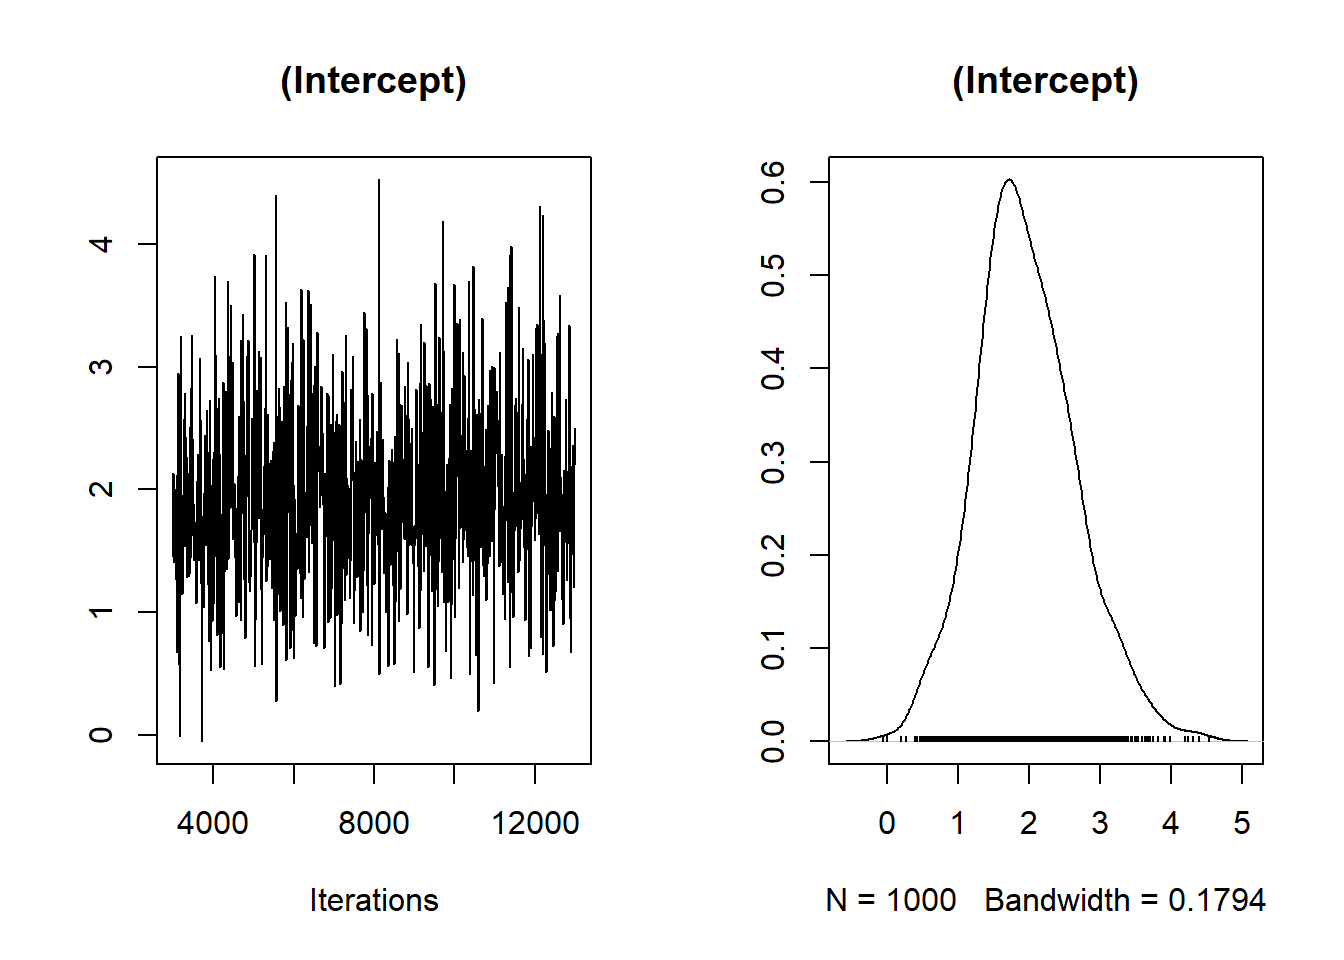 (Intercept)
4
3
2
1
0
4000 8000 12000
Iterations
(Intercept)
0.6
0.5
0.4
0.3
0.2
0.1
0.0
0 1 2 3 4 5
N = 1000 Bandwidth = 0.1794